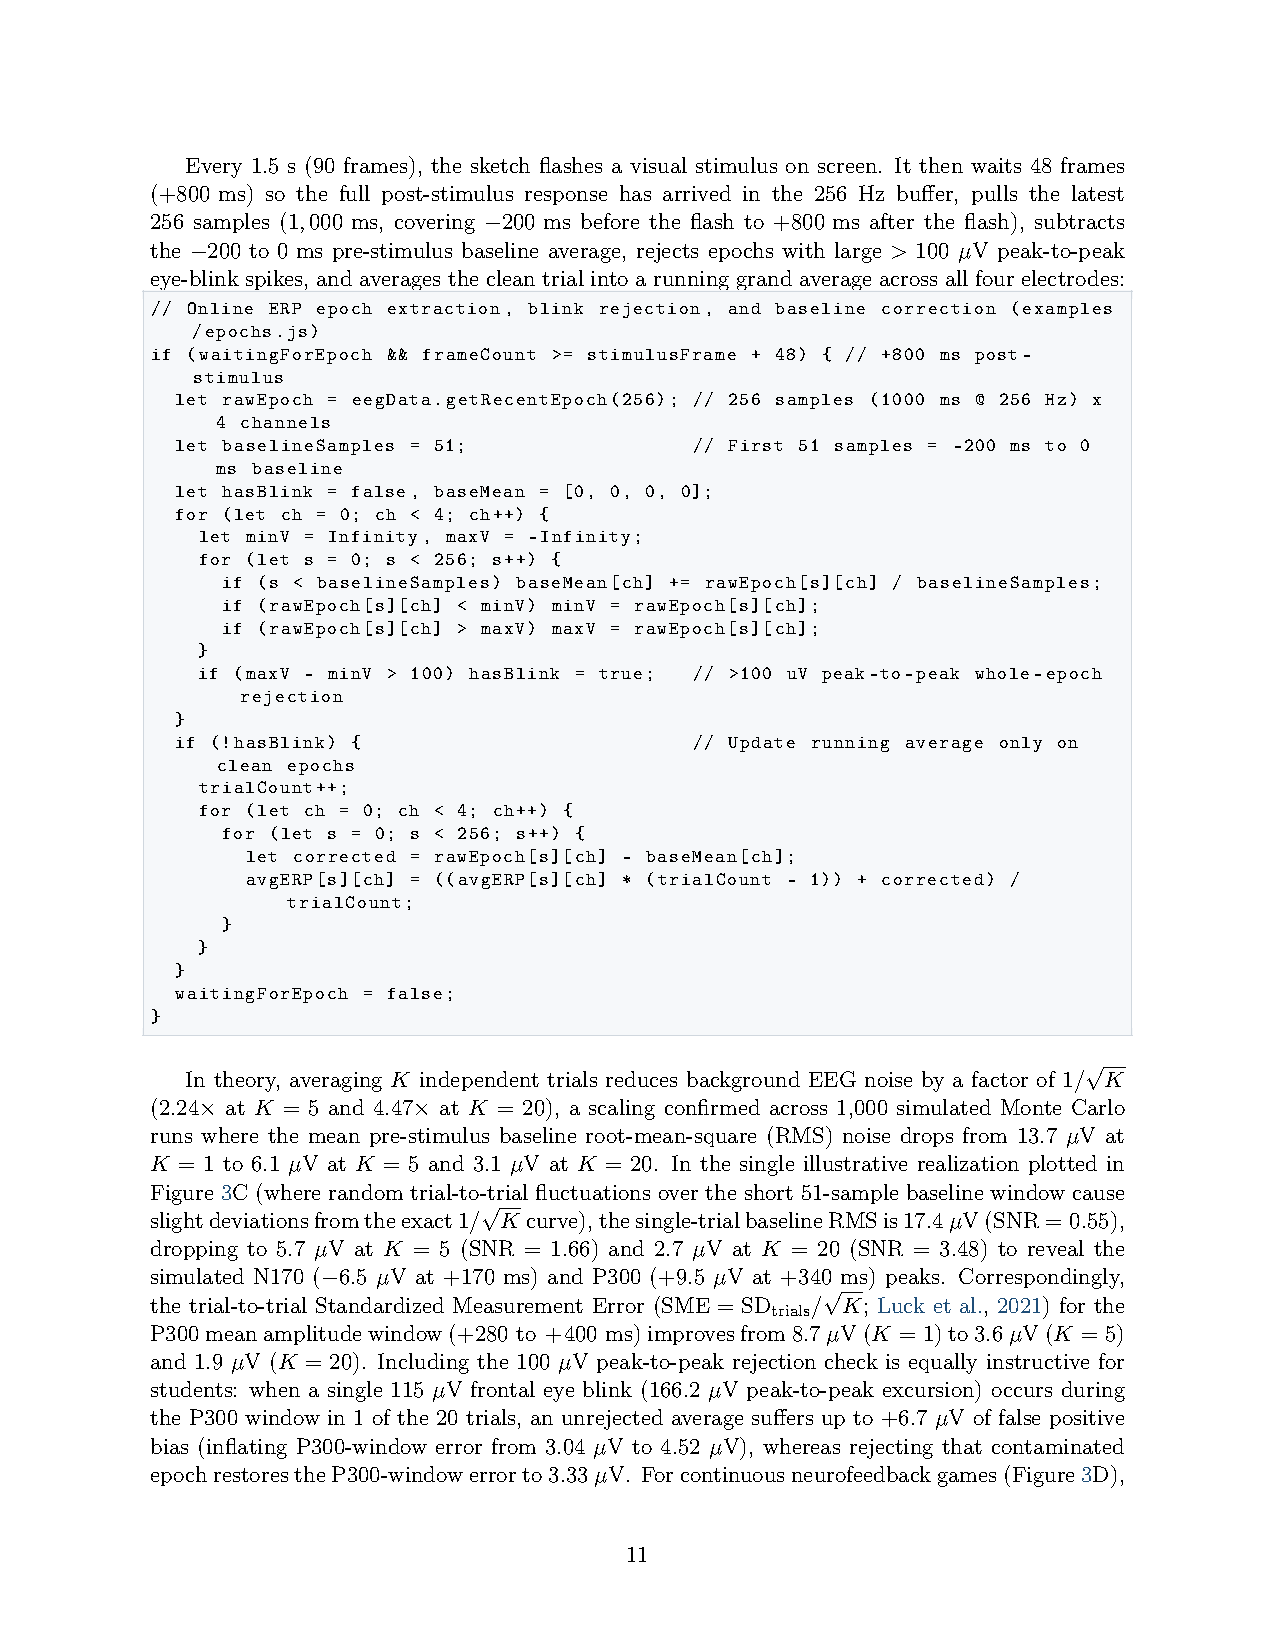 Every 1.5 s (90 frames), the sketch flashes a visual stimulus on screen. It then waits 48 frames
(+800 ms) so the full post-stimulus response has arrived in the 256 Hz buffer, pulls the latest
256 samples (1,000 ms, covering −200 ms before the flash to +800 ms after the flash), subtracts
the −200 to 0 ms pre-stimulus baseline average, rejects epochs with large > 100 μV peak-to-peak
eye-blink spikes, and averages the clean trial into a running grand average across all four electrodes:
// Online ERP epoch extraction, blink rejection, and baseline correction (examples
/epochs.js)
if (waitingForEpoch && frameCount >= stimulusFrame + 48) { // +800 ms post-
stimulus
let rawEpoch = eegData.getRecentEpoch(256); // 256 samples (1000 ms @ 256 Hz) x
4 channels
let baselineSamples = 51; // First 51 samples = -200 ms to 0
ms baseline
let hasBlink = false, baseMean = [0, 0, 0, 0];
for (let ch = 0; ch < 4; ch++) {
let minV = Infinity, maxV = -Infinity;
for (let s = 0; s < 256; s++) {
if (s < baselineSamples) baseMean[ch] += rawEpoch[s][ch] / baselineSamples;
if (rawEpoch[s][ch] < minV) minV = rawEpoch[s][ch];
if (rawEpoch[s][ch] > maxV) maxV = rawEpoch[s][ch];
}
if (maxV - minV > 100) hasBlink = true; // >100 uV peak-to-peak whole-epoch
rejection
}
if (!hasBlink) { // Update running average only on
clean epochs
trialCount++;
for (let ch = 0; ch < 4; ch++) {
for (let s = 0; s < 256; s++) {
let corrected = rawEpoch[s][ch] - baseMean[ch];
avgERP[s][ch] = ((avgERP[s][ch] * (trialCount - 1)) + corrected) /
trialCount;
}
}
}
waitingForEpoch = false;
}
In theory, averaging K independent trials reduces background EEG noise by a factor of 1/√K
(2.24× at K = 5 and 4.47× at K = 20), a scaling confirmed across 1,000 simulated Monte Carlo
runs where the mean pre-stimulus baseline root-mean-square (RMS) noise drops from 13.7 μV at
K = 1 to 6.1 μV at K = 5 and 3.1 μV at K = 20. In the single illustrative realization plotted in
Figure 3C (where random trial-to-trial fluctuations over the short 51-sample baseline window cause
slight deviations from the exact 1/√K curve), the single-trial baseline RMS is 17.4 μV (SNR = 0.55),
dropping to 5.7 μV at K = 5 (SNR = 1.66) and 2.7 μV at K = 20 (SNR = 3.48) to reveal the
simulated N170 (−6.5 μV at +170 ms) and P300 (+9.5 μV at +340 ms) peaks. Correspondingly,
the trial-to-trial Standardized Measurement Error (SME = SDtrials/√K; Luck et al., 2021) for the
P300 mean amplitude window (+280 to +400 ms) improves from 8.7 μV (K = 1) to 3.6 μV (K = 5)
and 1.9 μV (K = 20). Including the 100 μV peak-to-peak rejection check is equally instructive for
students: when a single 115 μV frontal eye blink (166.2 μV peak-to-peak excursion) occurs during
the P300 window in 1 of the 20 trials, an unrejected average suffers up to +6.7 μV of false positive
bias (inflating P300-window error from 3.04 μV to 4.52 μV), whereas rejecting that contaminated
epoch restores the P300-window error to 3.33 μV. For continuous neurofeedback games (Figure 3D),
11